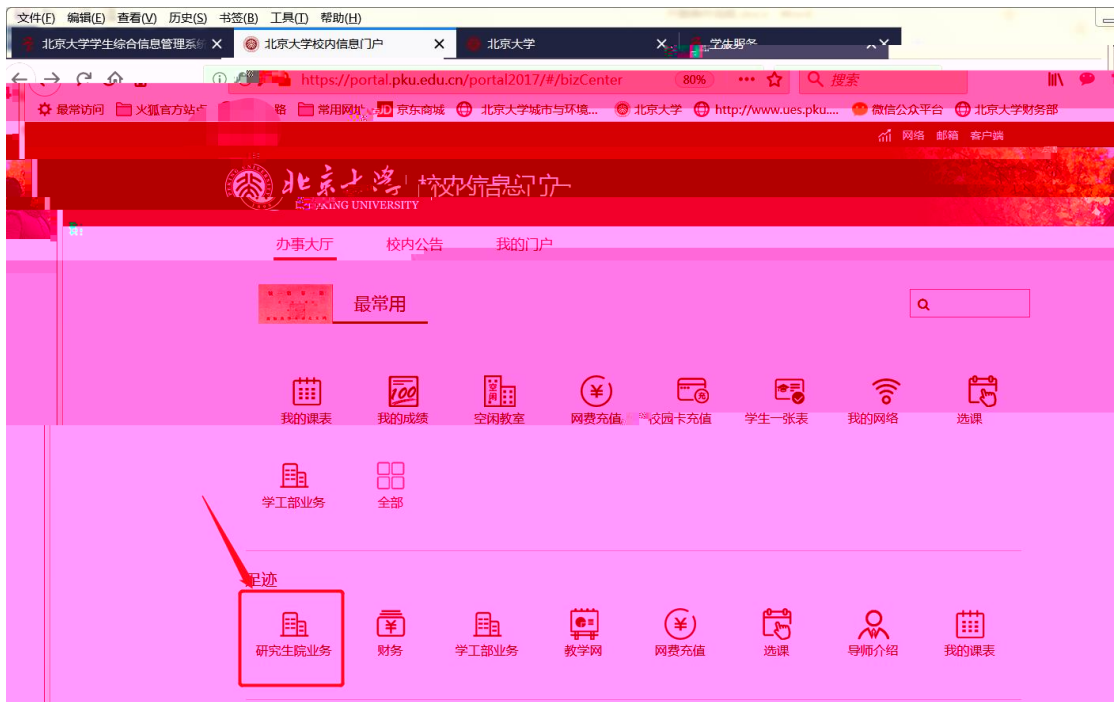 文件(F) 编辑(E) 查看(V) 历史(S) 书签(B) 工具(T) 帮助(H)
北京大学学生综合信息管理系统 × 北京大学校内信息门户 × 北京大学 ×
https://portal.pku.edu.cn/portal2017/#/bizCenter 80% 搜索
最常访问 火狐官方站点 常用网址 京东商城 北京大学城市与环境... 北京大学 http://www.ues.pku.... 微信公众平台 北京大学财务部
网络 邮箱 客户端
北京大学 校内信息门户
PEKING UNIVERSITY
办事大厅 校内公告 我的门户
最常用
我的课表 我的成绩 空闲教室 网费充值 校园卡充值 学生一张表 我的网络 选课
学工部业务 全部
足迹
研究生院业务 财务 学工部业务 教学网 网费充值 选课 导师介绍 我的课表